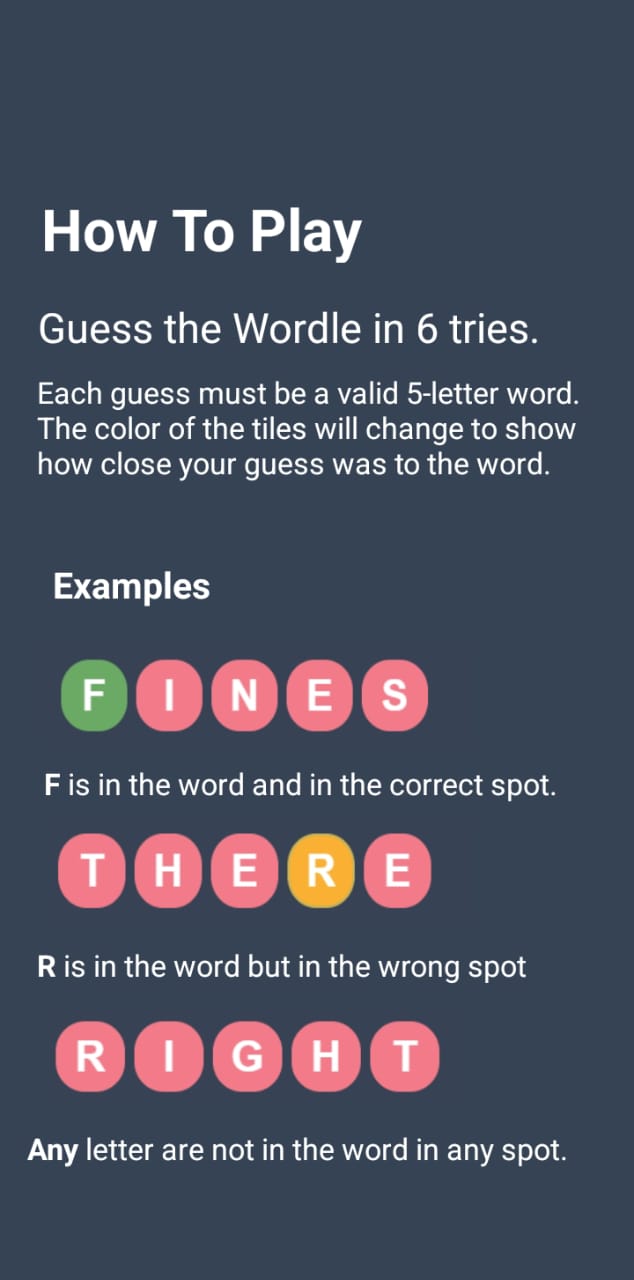 How To Play
Guess the Wordle in 6 tries.
Each guess must be a valid 5-letter word.
The color of the tiles will change to show
how close your guess was to the word.
Examples
F I N E S
F is in the word and in the correct spot.
T H E R E
R is in the word but in the wrong spot
R I G H T
Any letter are not in the word in any spot.